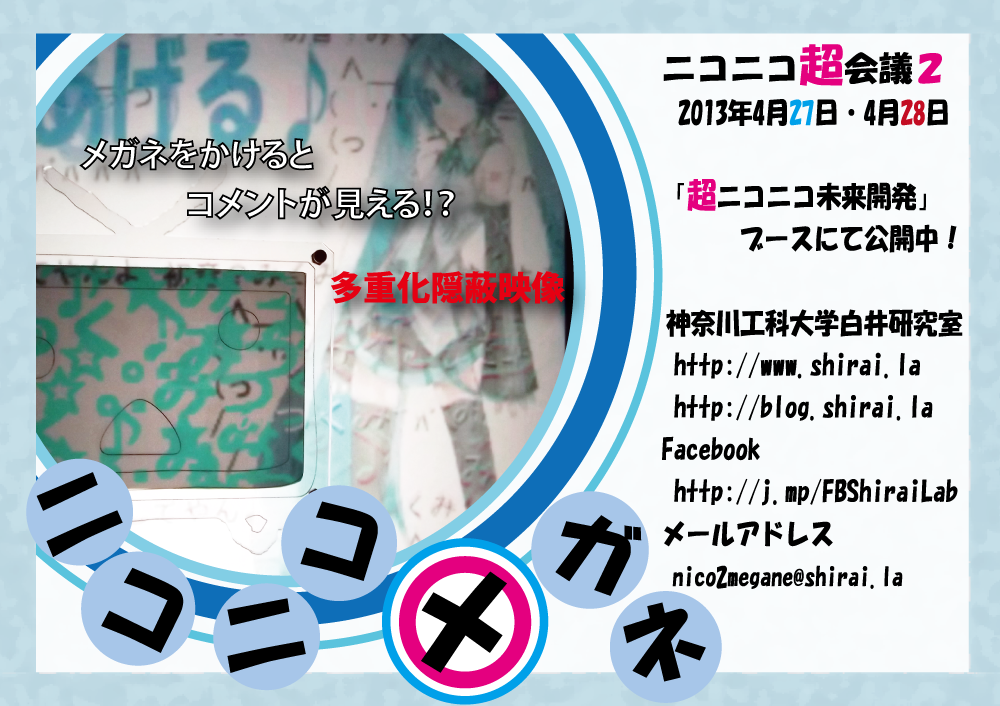 あげる♪
メガネをかけると
コメントが見える!?
多重化隠蔽映像
くみ
ニコニコメガネ
ニコニコ超会議2
2013年4月27日・4月28日
「超ニコニコ未来開発」
ブースにて公開中！
神奈川工科大学白井研究室
http://www.shirai.la
http://blog.shirai.la
Facebook
http://j.mp/FBShiraiLab
メールアドレス
nico2megane@shirai.la